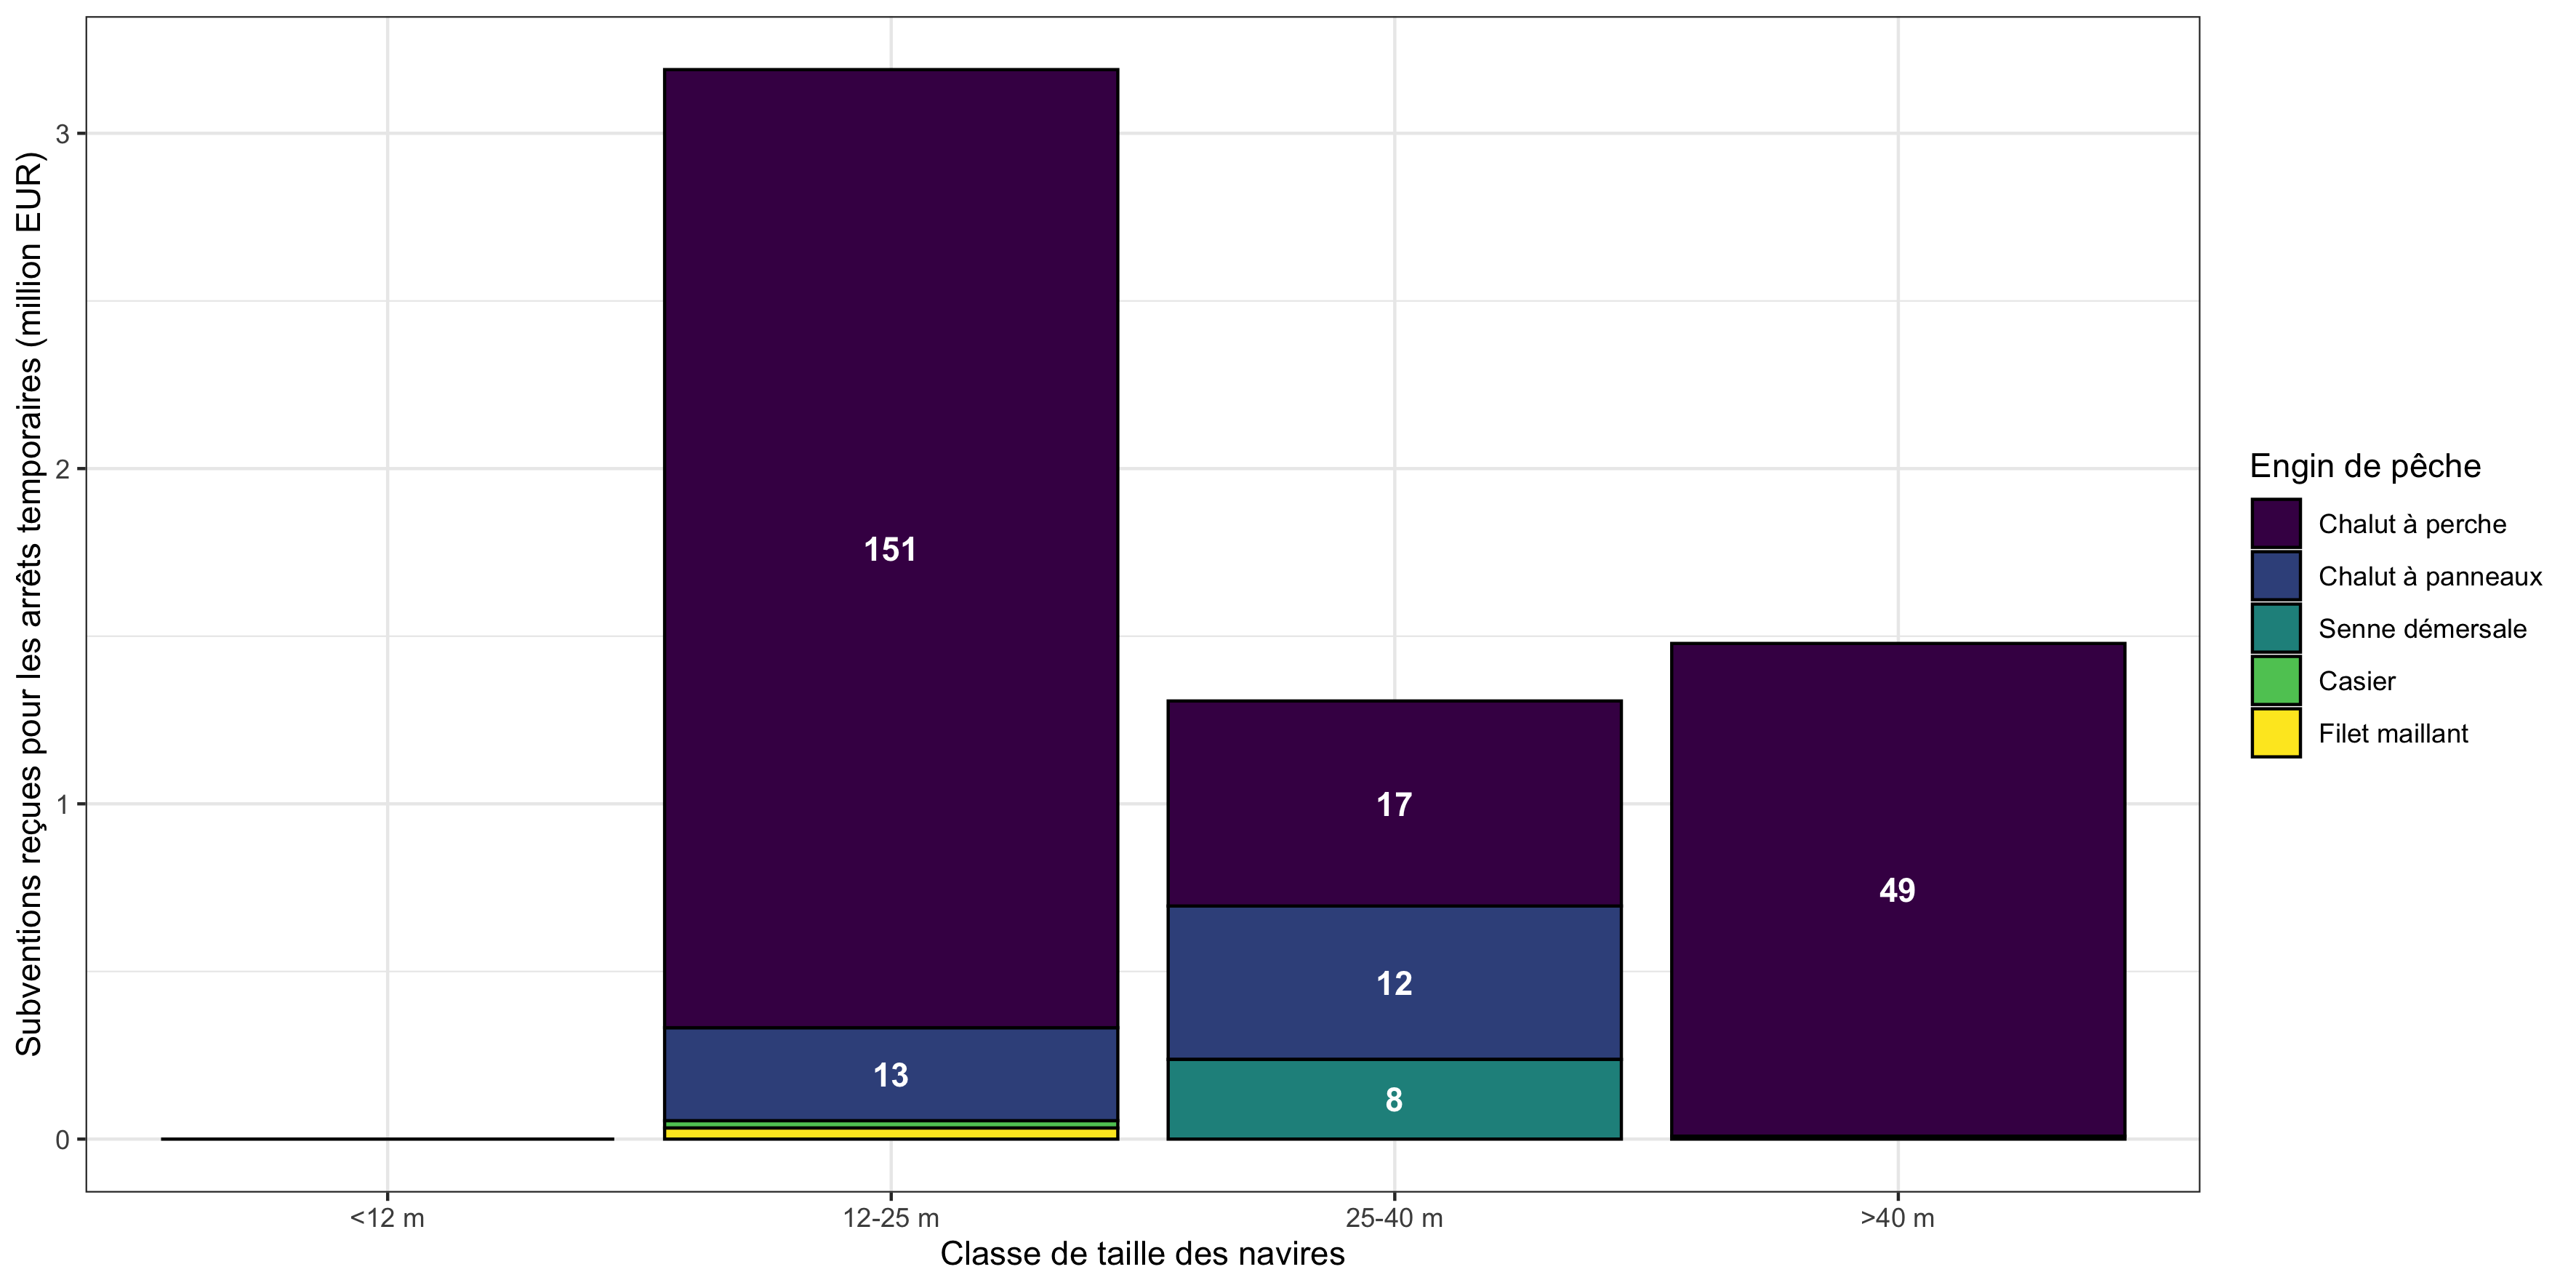 Subventions reçues pour les arrêts temporaires (million EUR)
3
2
1
0
151
13
17
12
8
49
<12 m
12-25 m
25-40 m
>40 m
Classe de taille des navires
Engin de pêche
Chalut à perche
Chalut à panneaux
Senne démersale
Casier
Filet maillant